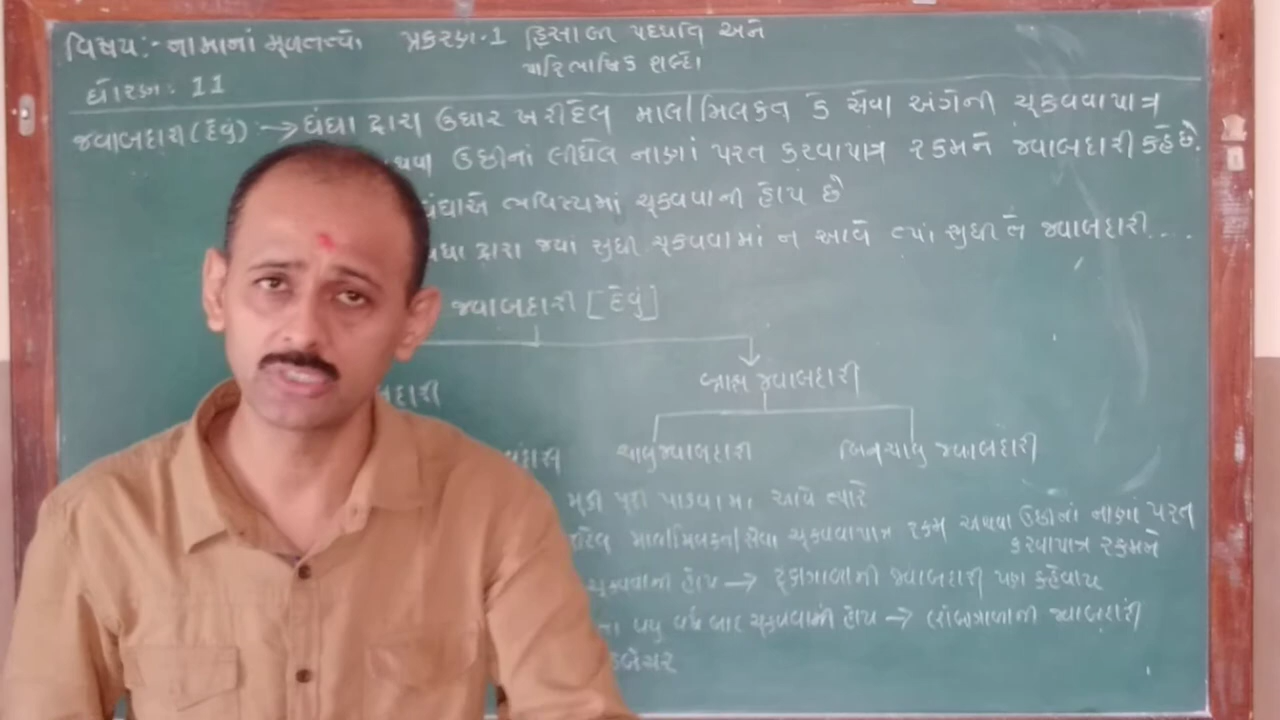 વિષય:- નામાનાં મૂળતત્વો પ્રકરણ-1 હિસાબી પદ્ધતિ અને
પારિભાષિક શબ્દો
ધોરણ: 11
જવાબદારી (દેવું) → ધંધા દ્વારા ઉધાર ખરીદેલ માલ/મિલકત કે સેવા અંગેની ચૂકવવાપાત્ર
અથવા ઉછીનાં લીધેલ નાણાં પરત કરવાપાત્ર રકમને જવાબદારી કહે છે.
ધંધાએ ભવિષ્યમાં ચૂકવવાની હોય છે
ધંધા દ્વારા જ્યાં સુધી ચૂકવવામાં ન આવે ત્યાં સુધી તે જવાબદારી....
જવાબદારી [દેવું]
બાહ્ય જવાબદારી
ચાલુ જવાબદારી બિનચાલુ જવાબદારી
મૂડી પૂરી પાડવામાં આવે ત્યારે
માલ/મિલકત/સેવા ચૂકવવાપાત્ર રકમ અથવા ઉછીનાં નાણાં પરત
કરવાપાત્ર રકમને
ચૂકવવાની હોય → ટૂંકાગાળાની જવાબદારી પણ કહેવાય
વધુ વર્ષ બાદ ચૂકવવાની હોય → લાંબાગાળાની જવાબદારી
ડિબેન્ચર